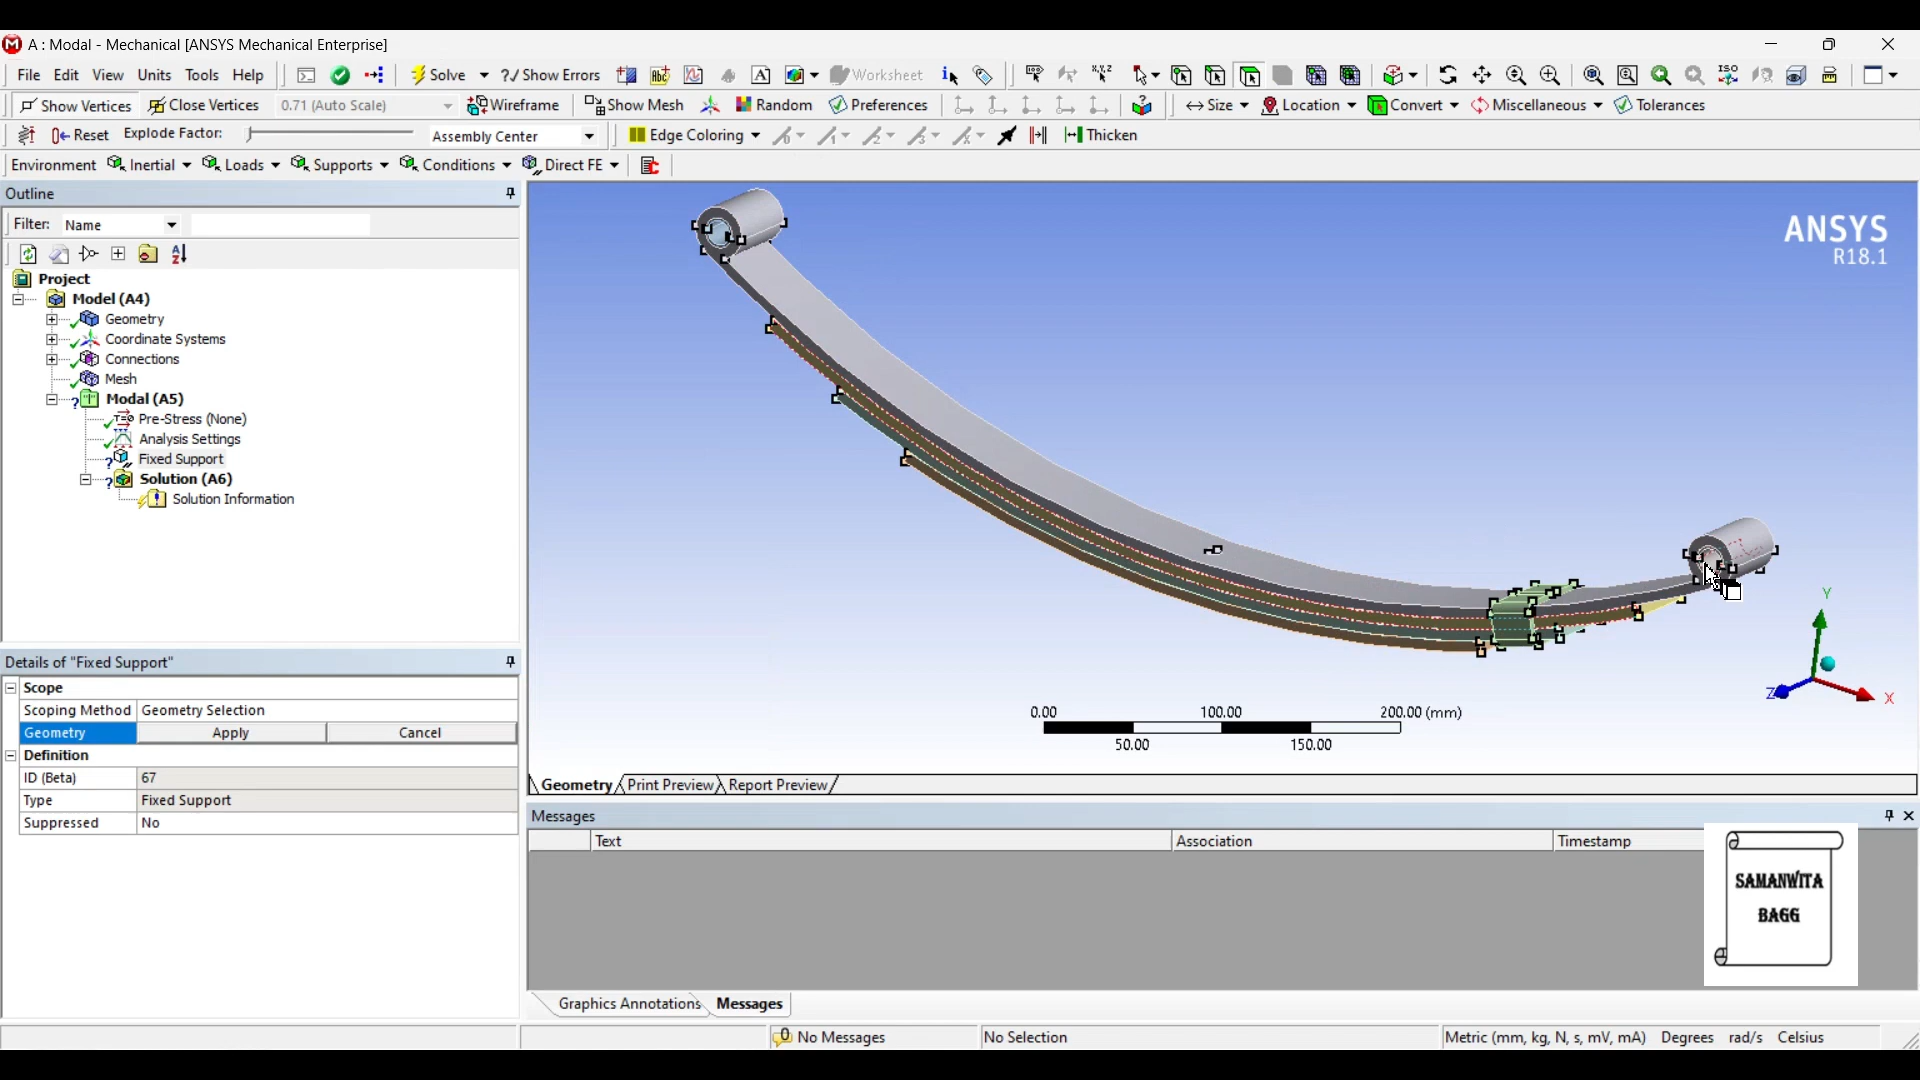 A : Modal - Mechanical [ANSYS Mechanical Enterprise]
File Edit View Units Tools Help Solve ?/ Show Errors Worksheet
Show Vertices Close Vertices 0.71 (Auto Scale) Wireframe Show Mesh Random Preferences Size Location Convert Miscellaneous Tolerances
Reset Explode Factor: Assembly Center Edge Coloring Thicken
Environment Inertial Loads Supports Conditions Direct FE
Outline
Filter: Name
Project
Model (A4)
Geometry
Coordinate Systems
Connections
Mesh
Modal (A5)
Pre-Stress (None)
Analysis Settings
Fixed Support
Solution (A6)
Solution Information
Details of "Fixed Support"
Scope
Scoping Method Geometry Selection
Geometry Apply Cancel
Definition
ID (Beta) 67
Type Fixed Support
Suppressed No
ANSYS
R18.1
Y
Z X
0.00 100.00 200.00 (mm)
50.00 150.00
Geometry Print Preview Report Preview
Messages
Text Association Timestamp
SAMANWITA
BAGG
Graphics Annotations Messages
No Messages No Selection Metric (mm, kg, N, s, mV, mA) Degrees rad/s Celsius